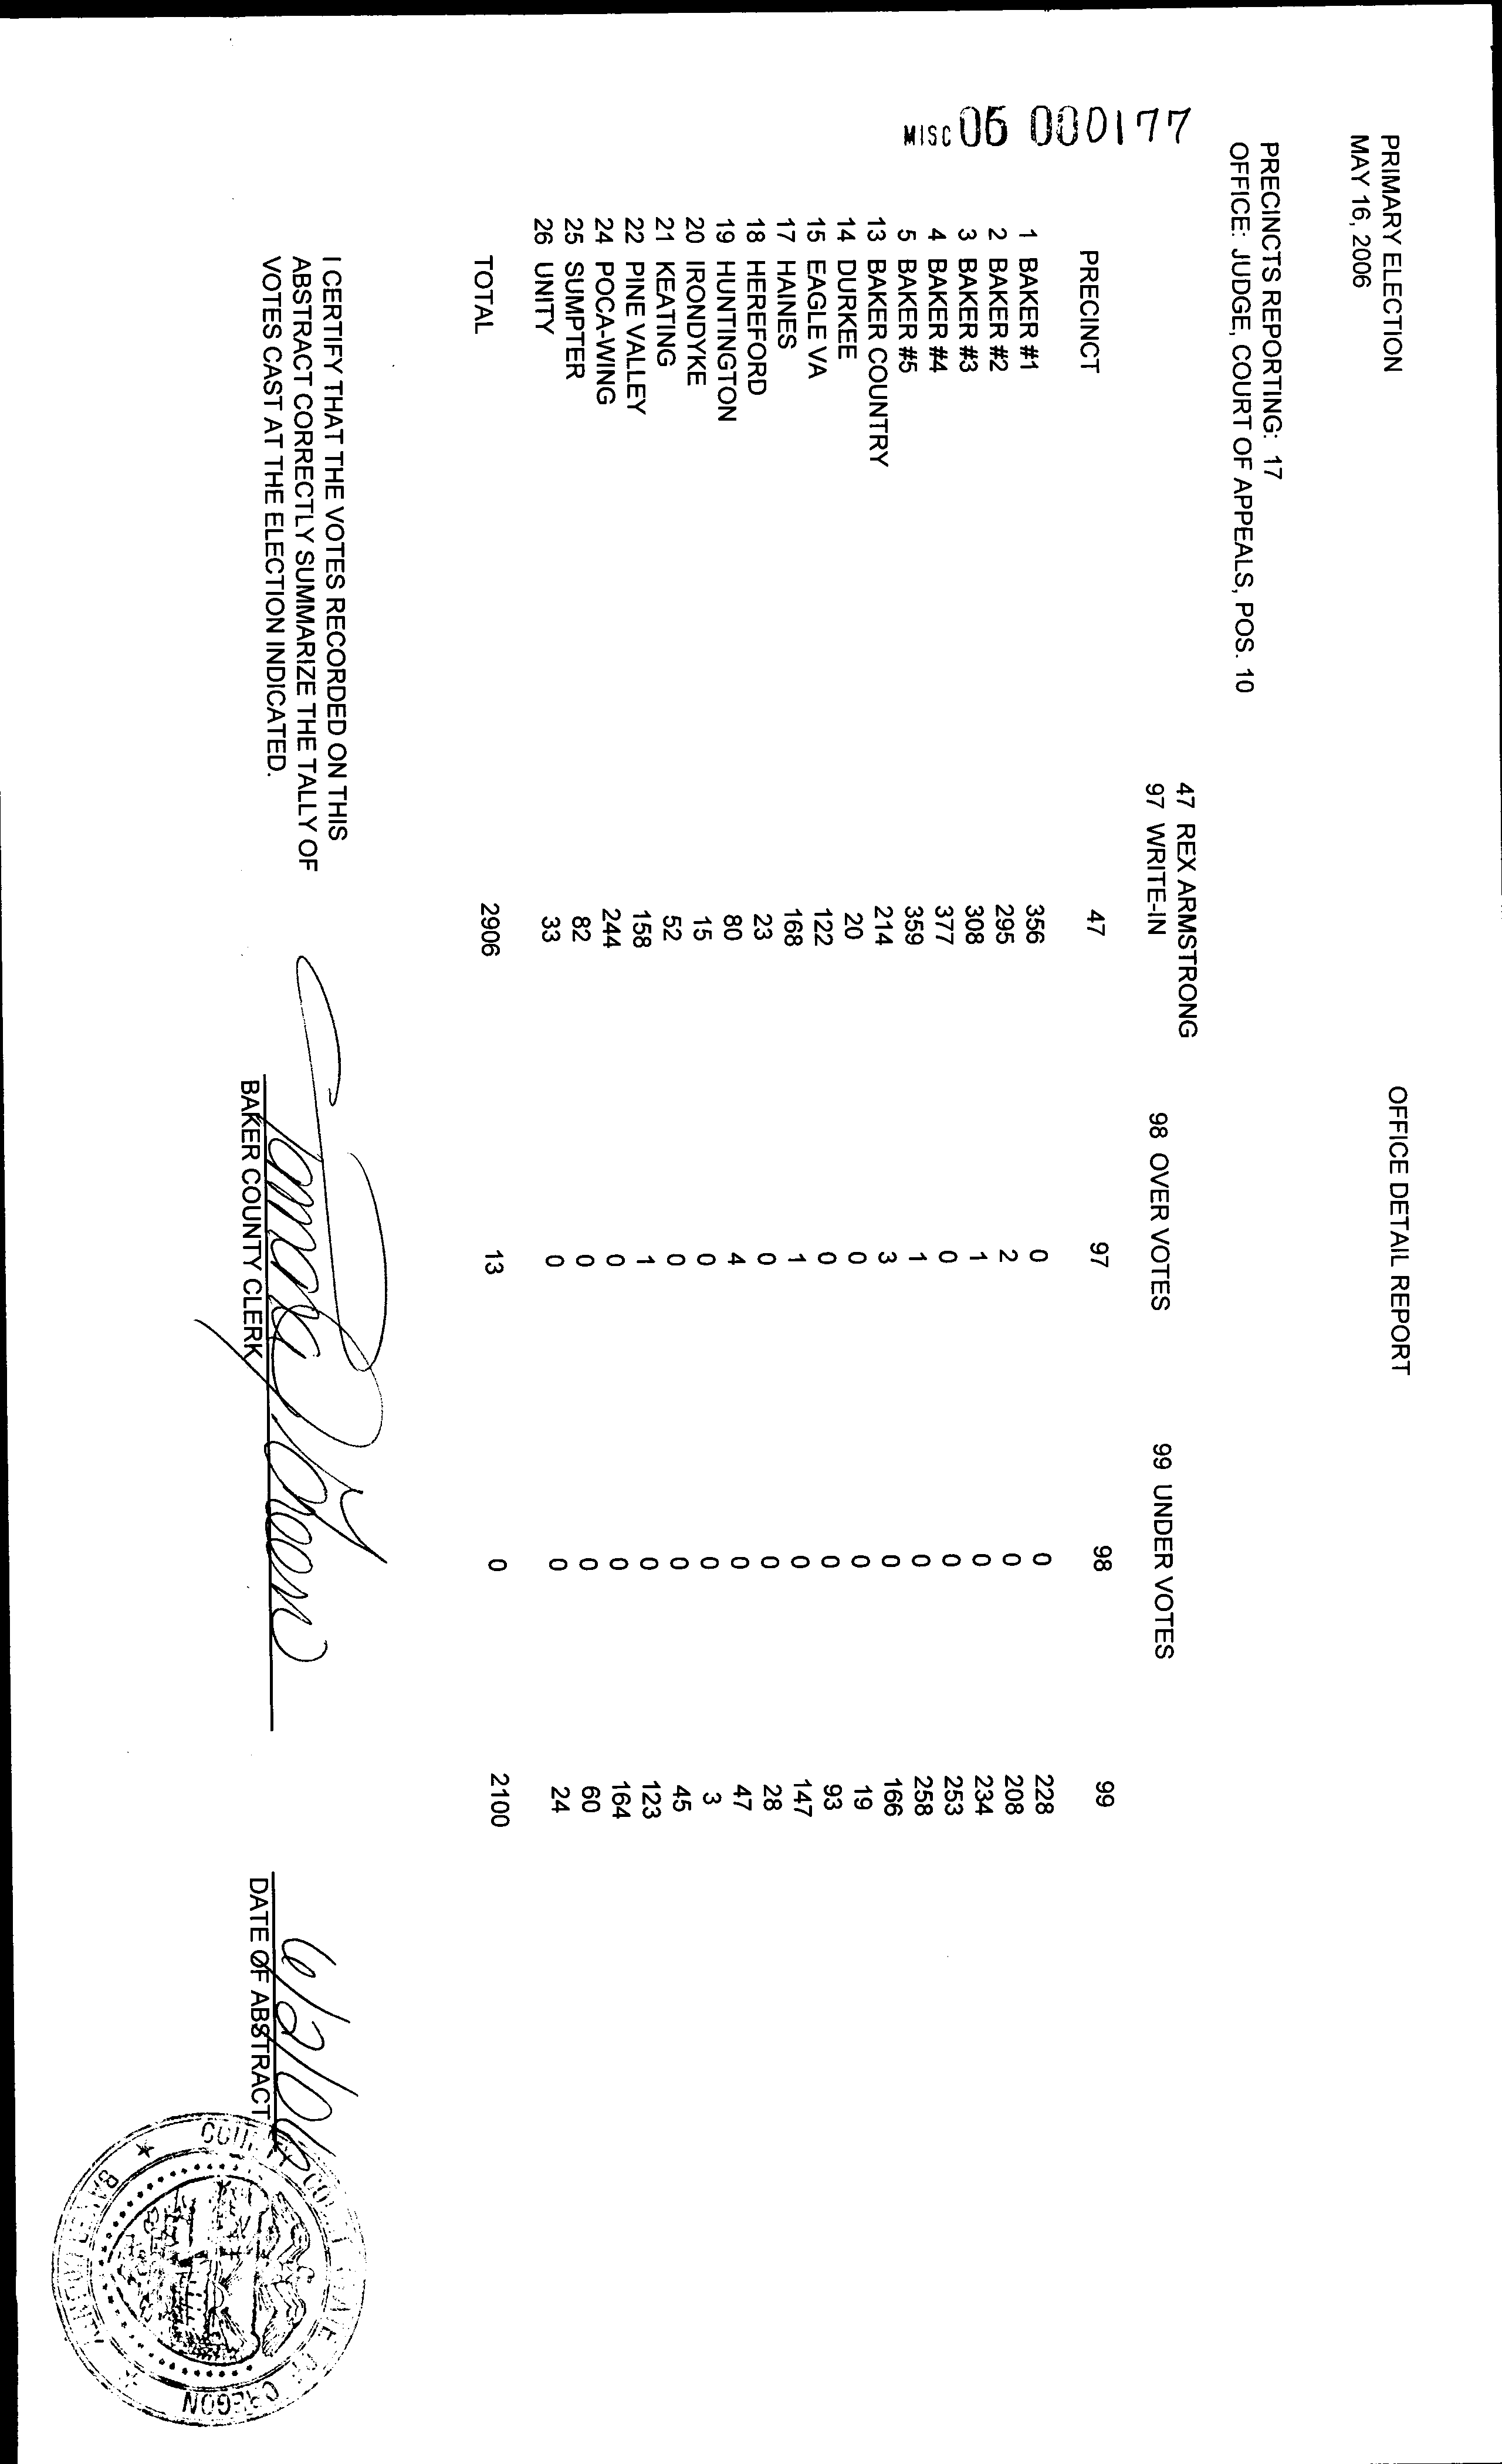 PRIMARY ELECTION OFFICE DETAIL REPORT
MAY 16, 2006
PRECINCTS REPORTING: 17
OFFICE: JUDGE, COURT OF APPEALS, POS. 10
MISC 06 000177
47 REX ARMSTRONG
97 WRITE-IN 98 OVER VOTES 99 UNDER VOTES
PRECINCT 47 97 98 99
1 BAKER #1 356 0 0 228
2 BAKER #2 295 2 0 208
3 BAKER #3 308 1 0 234
4 BAKER #4 377 0 0 253
5 BAKER #5 359 1 0 258
13 BAKER COUNTRY 214 3 0 166
14 DURKEE 20 0 0 19
15 EAGLE VA 122 0 0 93
17 HAINES 168 1 0 147
18 HEREFORD 23 0 0 28
19 HUNTINGTON 80 4 0 47
20 IRONDYKE 15 0 0 3
21 KEATING 52 0 0 45
22 PINE VALLEY 158 1 0 123
24 POCA-WING 244 0 0 164
25 SUMPTER 82 0 0 60
26 UNITY 33 0 0 24
TOTAL 2906 13 0 2100
I CERTIFY THAT THE VOTES RECORDED ON THIS
ABSTRACT CORRECTLY SUMMARIZE THE TALLY OF
VOTES CAST AT THE ELECTION INDICATED.
6/2/06
BAKER COUNTY CLERK DATE OF ABSTRACT
COUNTY COURT STATE OF OREGON
BAKER COUNTY